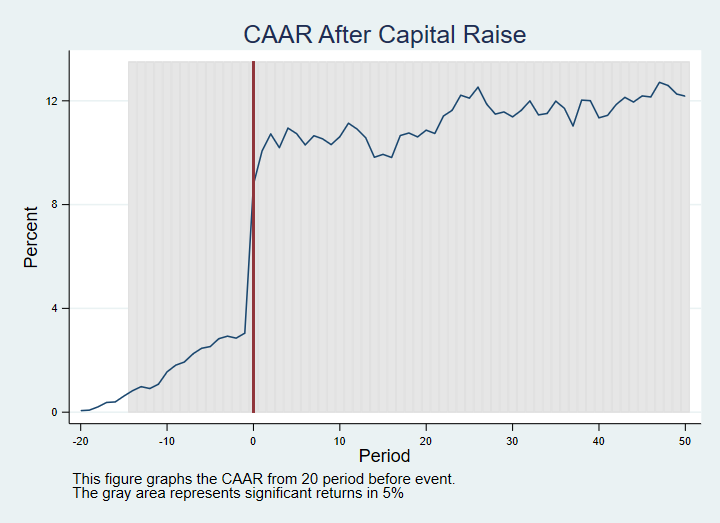 CAAR After Capital Raise
Percent
12
8
4
0
-20 -10 0 10 20 30 40 50
Period
This figure graphs the CAAR from 20 period before event.
The gray area represents significant returns in 5%